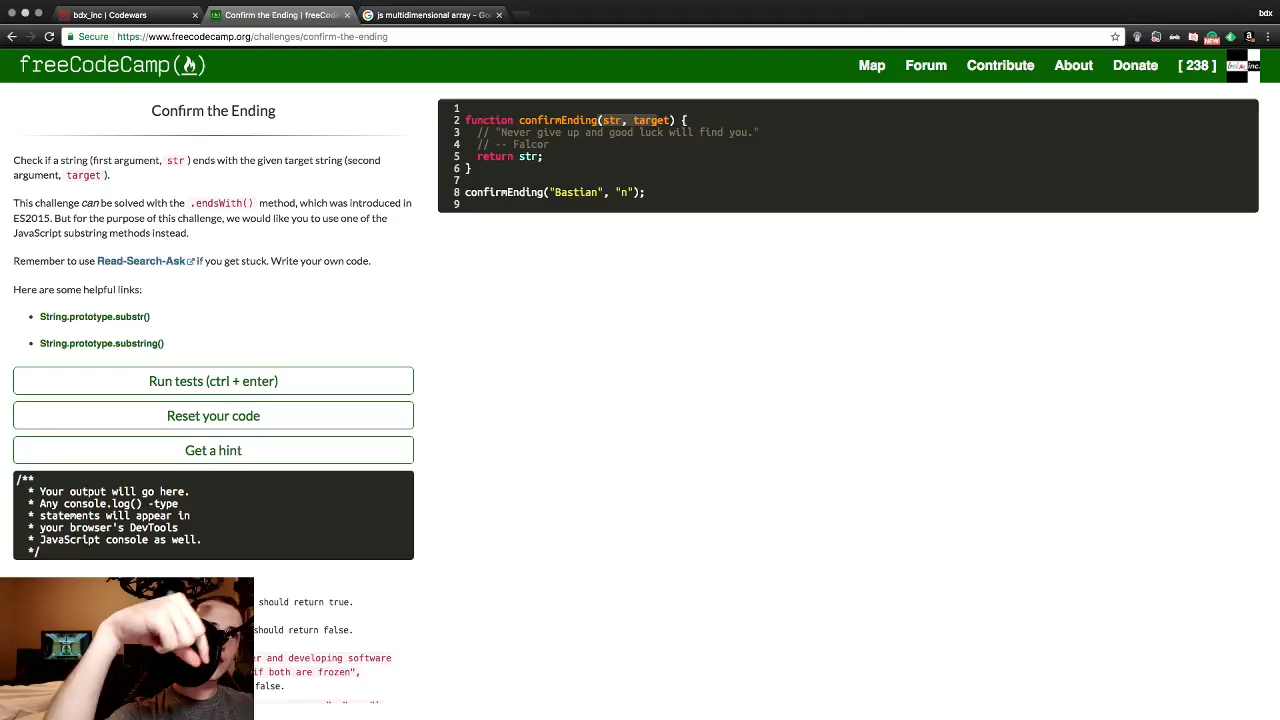 bdx_inc | Codewars
Confirm the Ending | freeCod
js multidimensional array - Goo
bdx
Secure
https://www.freecodecamp.org/challenges/confirm-the-ending
NEW
freeCodeCamp
Map
Forum
Contribute
About
Donate
[ 238 ]
Confirm the Ending
Check if a string (first argument, str ) ends with the given target string (second
argument, target ).
This challenge can be solved with the .endsWith() method, which was introduced in
ES2015. But for the purpose of this challenge, we would like you to use one of the
JavaScript substring methods instead.
Remember to use Read-Search-Ask if you get stuck. Write your own code.
Here are some helpful links:
• String.prototype.substr()
• String.prototype.substring()
Run tests (ctrl + enter)
Reset your code
Get a hint
/**
* Your output will go here.
* Any console.log() -type
* statements will appear in
* your browser's DevTools
* JavaScript console as well.
*/
should return true.
should return false.
er and developing software
if both are frozen",
false.
1
2 function confirmEnding(str, target) {
3 // "Never give up and good luck will find you."
4 // -- Falcor
5 return str;
6 }
7
8 confirmEnding("Bastian", "n");
9